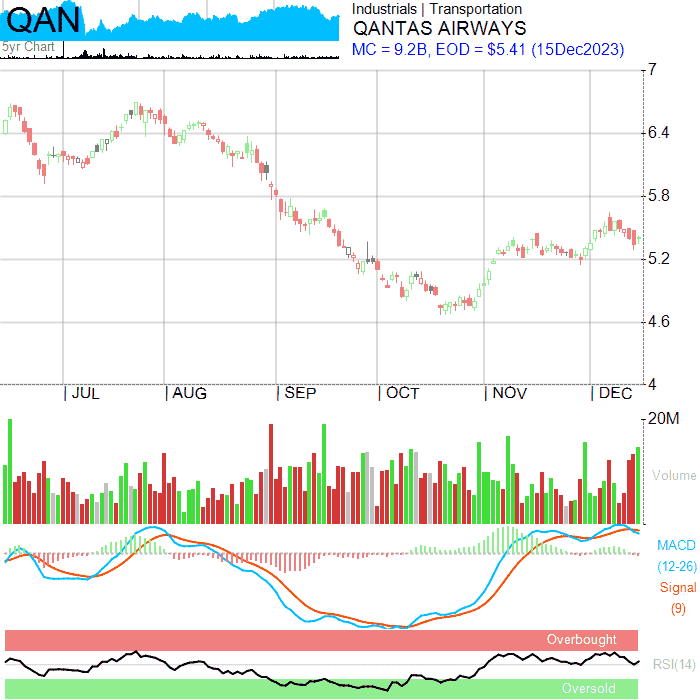 QAN
5yr Chart
Industrials | Transportation
QANTAS AIRWAYS
MC = 9.2B, EOD = $5.41 (15Dec2023)
7
6.4
5.8
5.2
4.6
4
| JUL | AUG | SEP | OCT | NOV | DEC
20M
Volume
MACD
(12-26)
Signal
(9)
Overbought
RSI(14)
Oversold